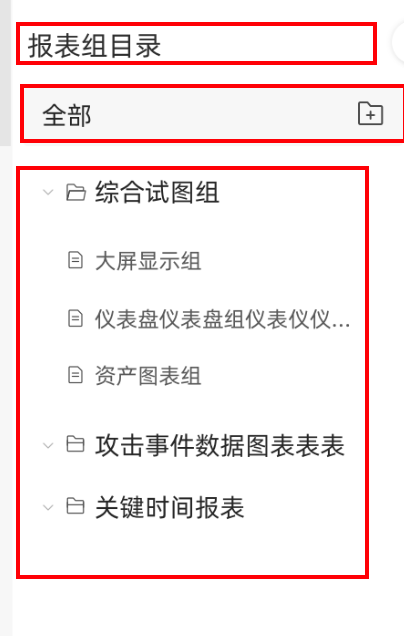 报表组目录
全部
综合试图组
大屏显示组
仪表盘仪表盘组仪表仪仪...
资产图表组
攻击事件数据图表表表
关键时间报表